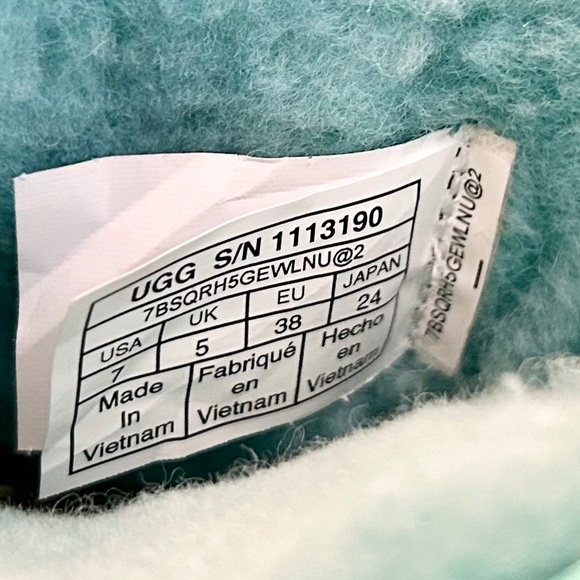 UGG S/N 1113190
7BSQRH5GEWLNU@2
USA UK EU JAPAN
7 5 38 24
Made In Vietnam
Fabriqué en Vietnam
Hecho en Vietnam
7BSQRH5GEWLNU@2